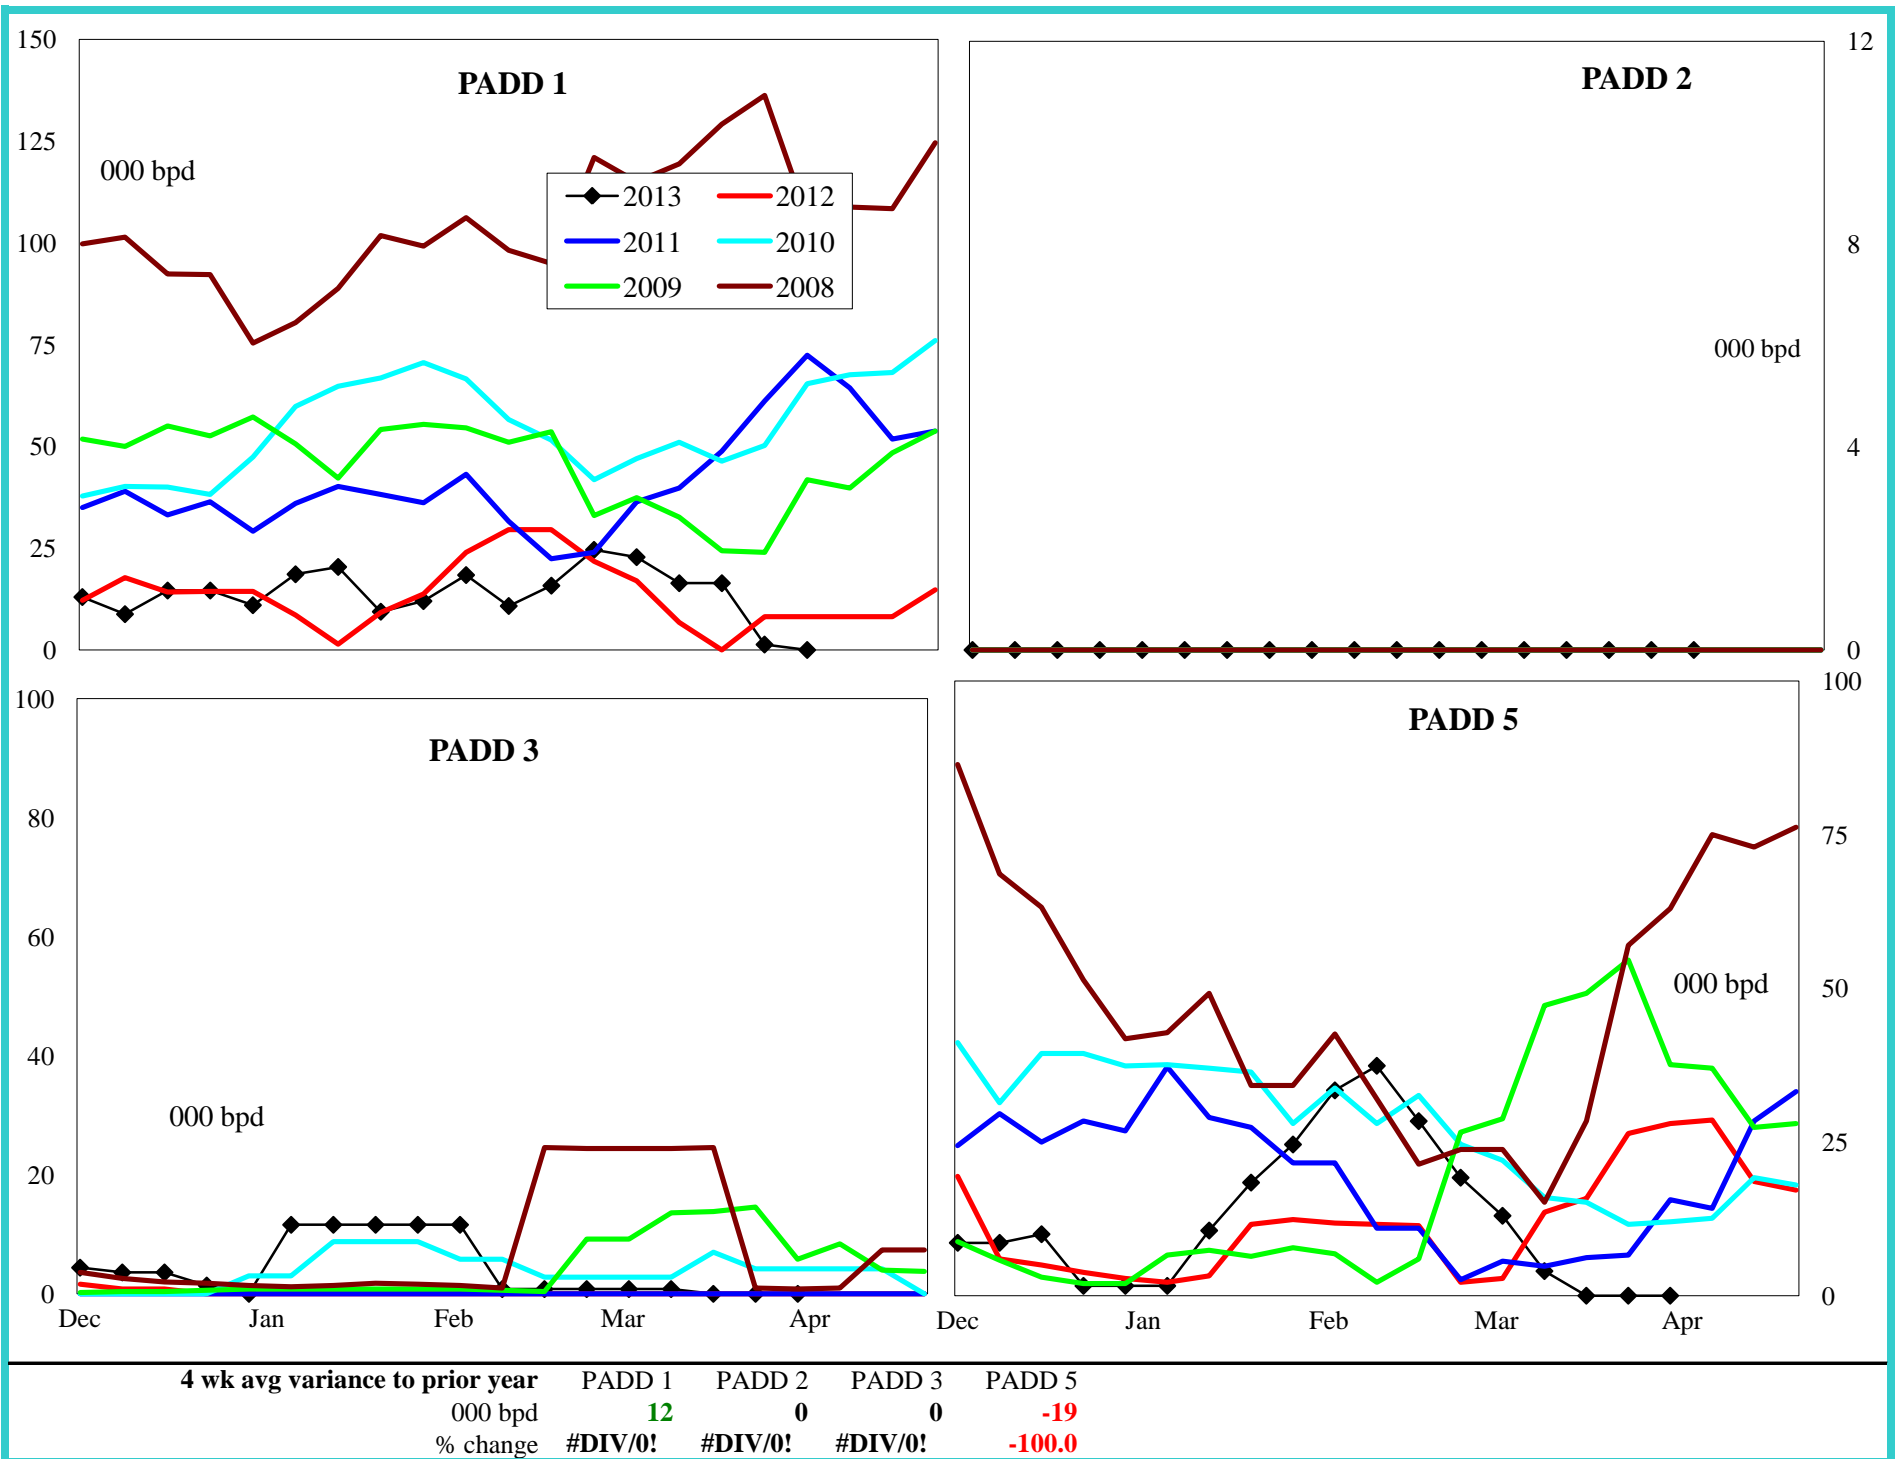 150
125
100
75
50
25
0
PADD 1
000 bpd
2013 2012
2011 2010
2009 2008
12
8
4
0
PADD 2
000 bpd
100
80
60
40
20
0
PADD 3
000 bpd
Dec Jan Feb Mar Apr
100
75
50
25
0
PADD 5
000 bpd
Dec Jan Feb Mar Apr
4 wk avg variance to prior year PADD 1 PADD 2 PADD 3 PADD 5
000 bpd 12 0 0 -19
% change #DIV/0! #DIV/0! #DIV/0! -100.0